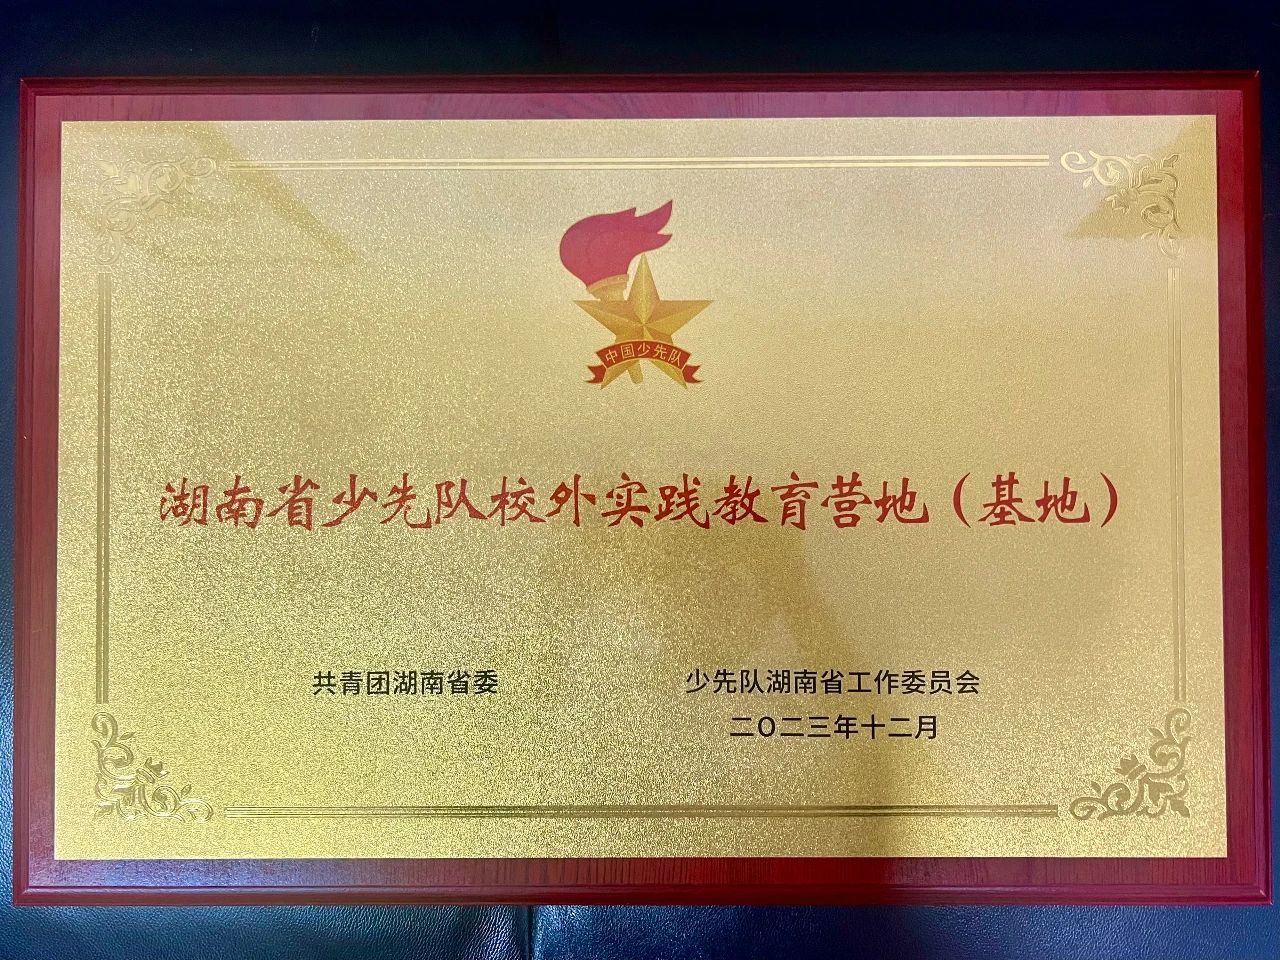 中国少先队
湖南省少先队校外实践教育营地（基地）
共青团湖南省委 少先队湖南省工作委员会
二〇二三年十二月